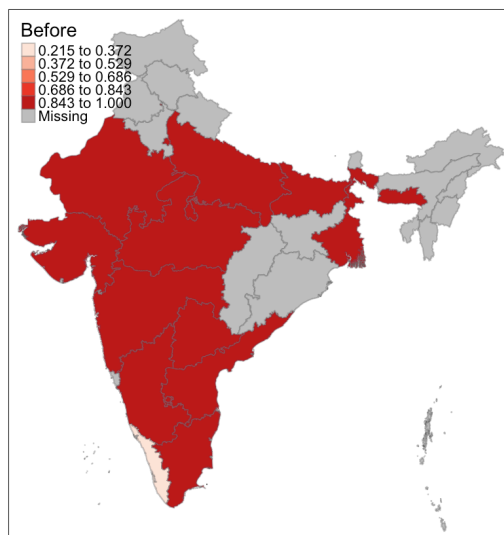 Before
0.215 to 0.372
0.372 to 0.529
0.529 to 0.686
0.686 to 0.843
0.843 to 1.000
Missing